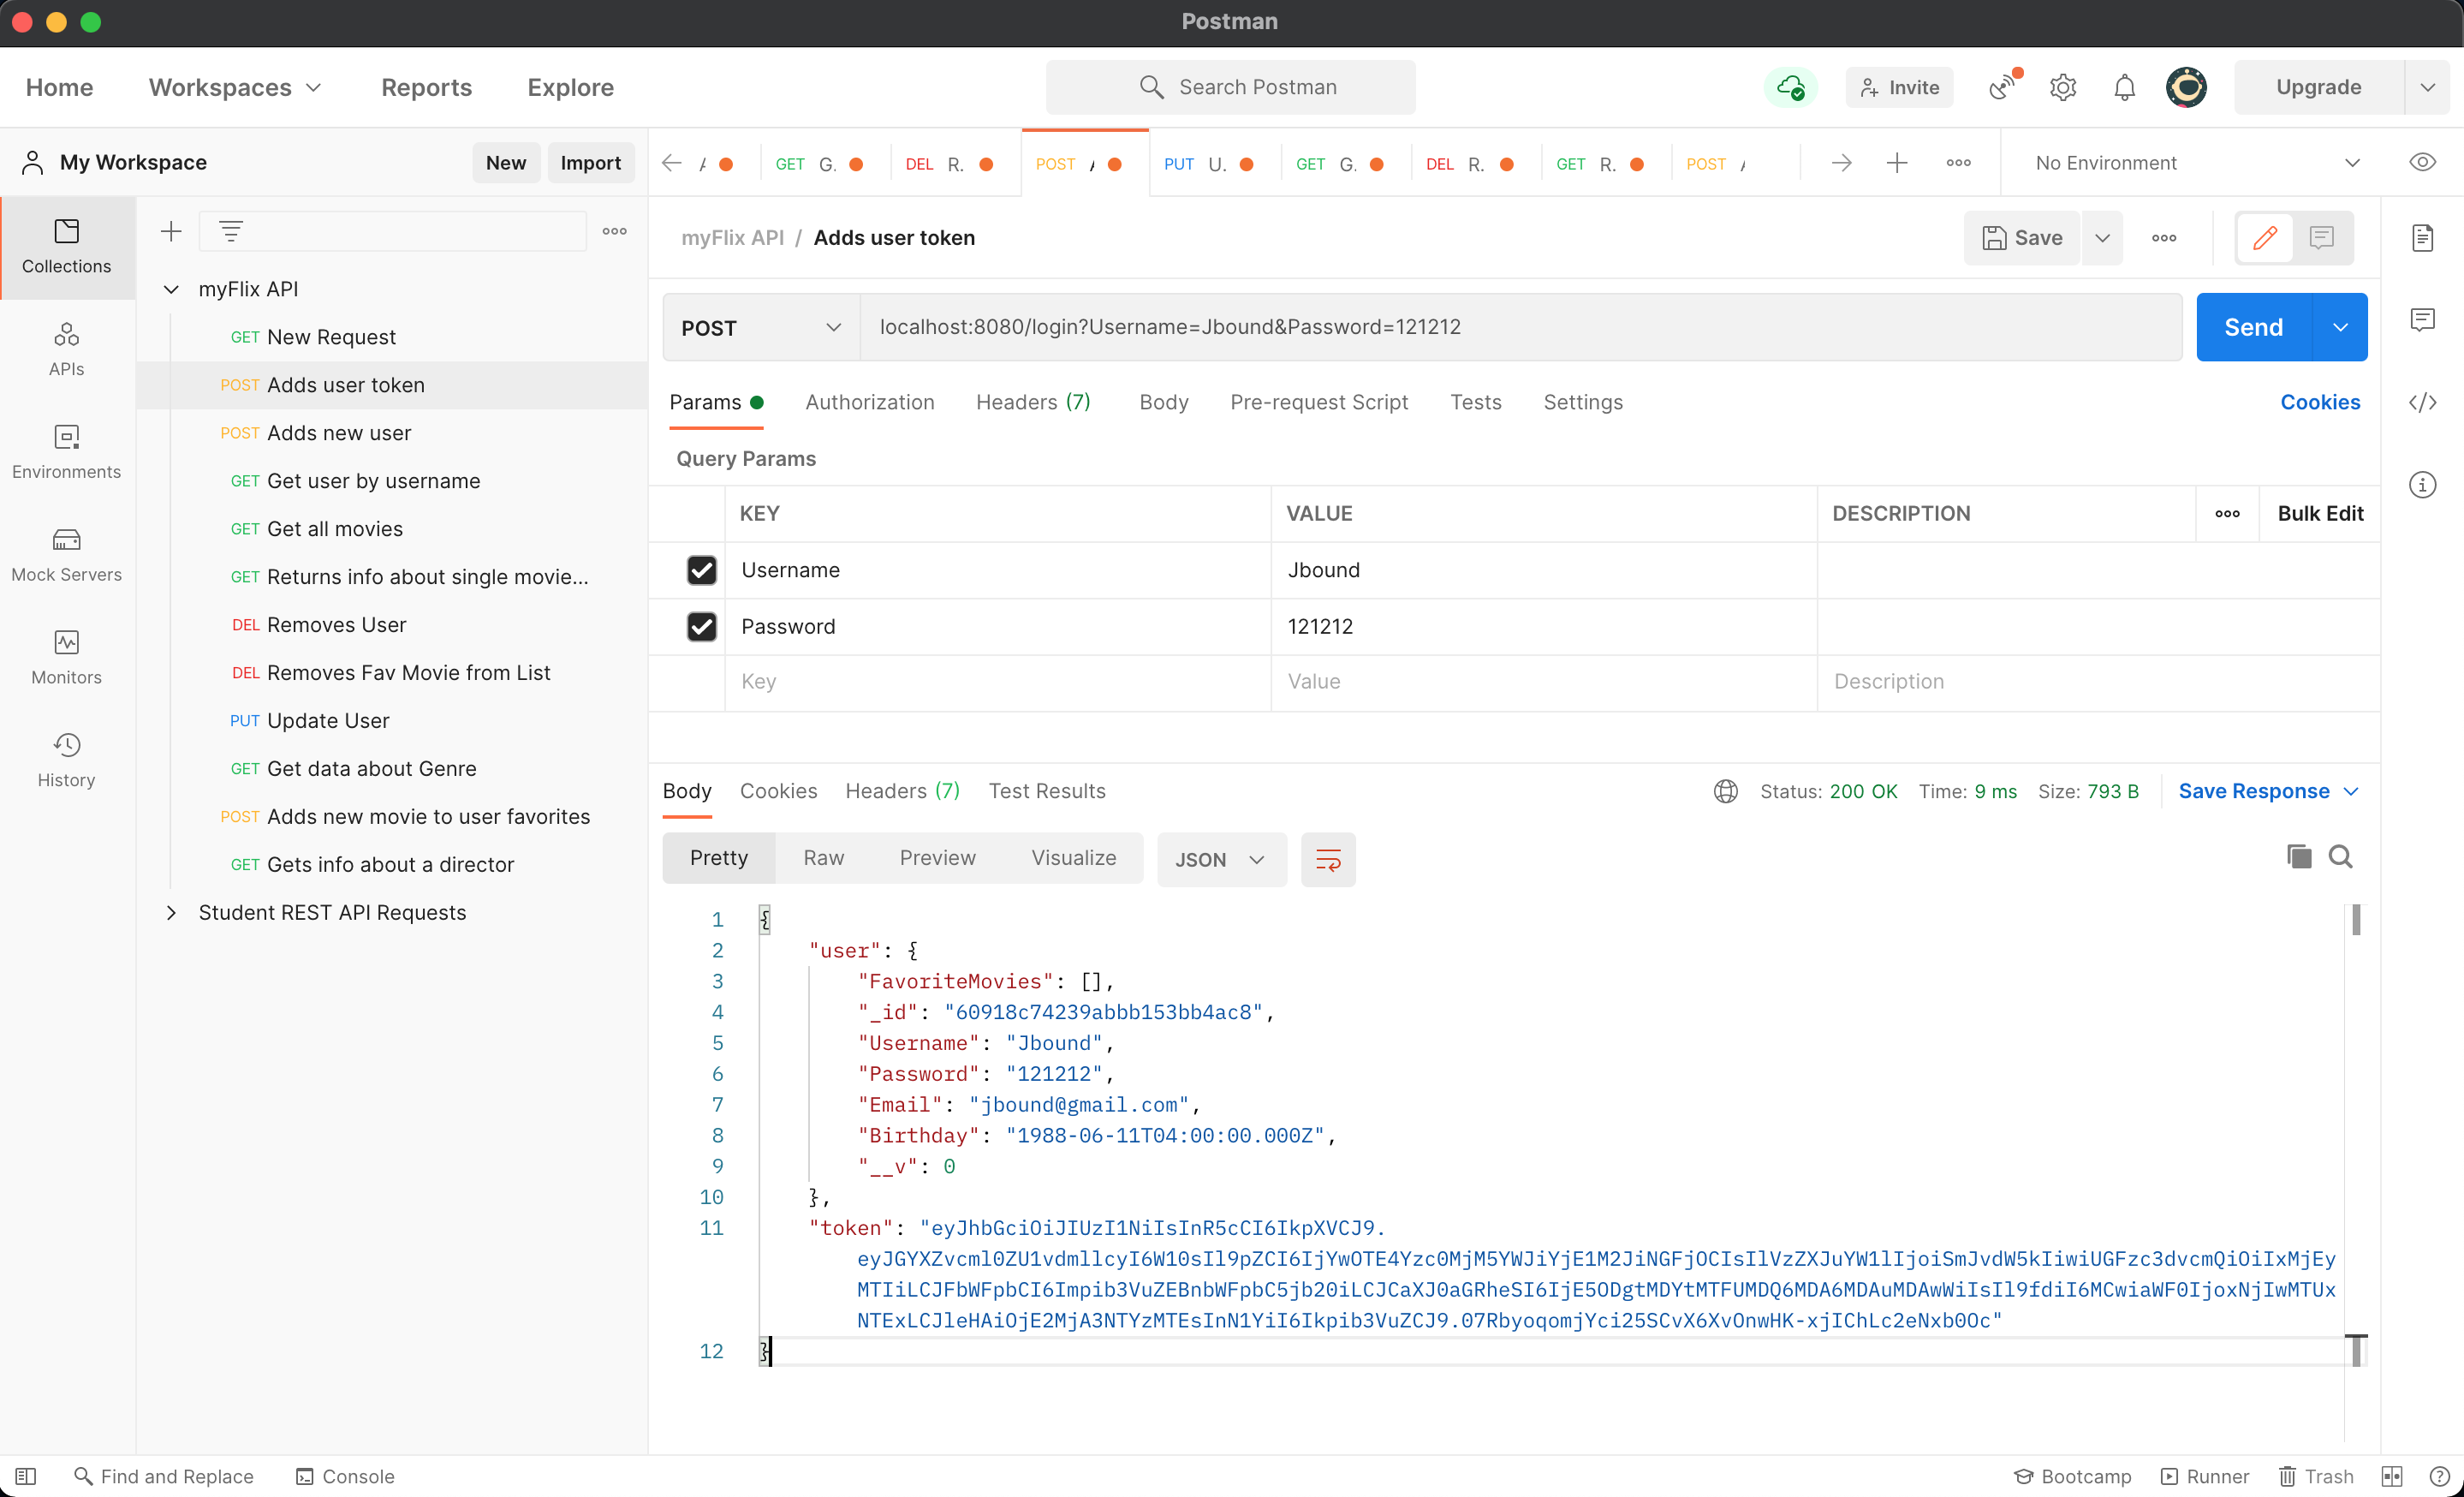 Postman
Home Workspaces Reports Explore Search Postman Invite Upgrade
My Workspace New Import
GET G. DEL R. POST PUT U. GET G. DEL R. GET R. POST No Environment
Collections
APIs
Environments
Mock Servers
Monitors
History
myFlix API
GET New Request
POST Adds user token
POST Adds new user
GET Get user by username
GET Get all movies
GET Returns info about single movie...
DEL Removes User
DEL Removes Fav Movie from List
PUT Update User
GET Get data about Genre
POST Adds new movie to user favorites
GET Gets info about a director
Student REST API Requests
myFlix API / Adds user token Save
POST localhost:8080/login?Username=Jbound&Password=121212 Send
Params Authorization Headers (7) Body Pre-request Script Tests Settings Cookies
Query Params
KEY VALUE DESCRIPTION Bulk Edit
Username Jbound
Password 121212
Key Value Description
Body Cookies Headers (7) Test Results Status: 200 OK Time: 9 ms Size: 793 B Save Response
Pretty Raw Preview Visualize JSON
1 {
2 "user": {
3 "FavoriteMovies": [],
4 "_id": "60918c74239abbb153bb4ac8",
5 "Username": "Jbound",
6 "Password": "121212",
7 "Email": "jbound@gmail.com",
8 "Birthday": "1988-06-11T04:00:00.000Z",
9 "__v": 0
10 },
11 "token": "eyJhbGciOiJIUzI1NiIsInR5cCI6IkpXVCJ9.
eyJGYXZvcml0ZU1vdmllcyI6W10sIl9pZCI6IjYwOTE4Yzc0MjM5YWJiYjE1M2JiNGFjOCIsIlVzZXJuYW1lIjoiSmJvdW5kIiwiUGFzc3dvcmQiOiIxMjEy
MTIiLCJFbWFpbCI6Impib3VuZEBnbWFpbC5jb20iLCJCaXJ0aGRheSI6IjE5ODgtMDYtMTFUMDQ6MDA6MDAuMDAwWiIsIl9fdiI6MCwiaWF0IjoxNjIwMTUx
NTExLCJleHAiOjE2MjA3NTYzMTEsInN1YiI6Ikpib3VuZCJ9.07RbyoqomjYci25SCvX6XvOnwHK-xjIChLc2eNxb0Oc"
12 }
Find and Replace Console Bootcamp Runner Trash